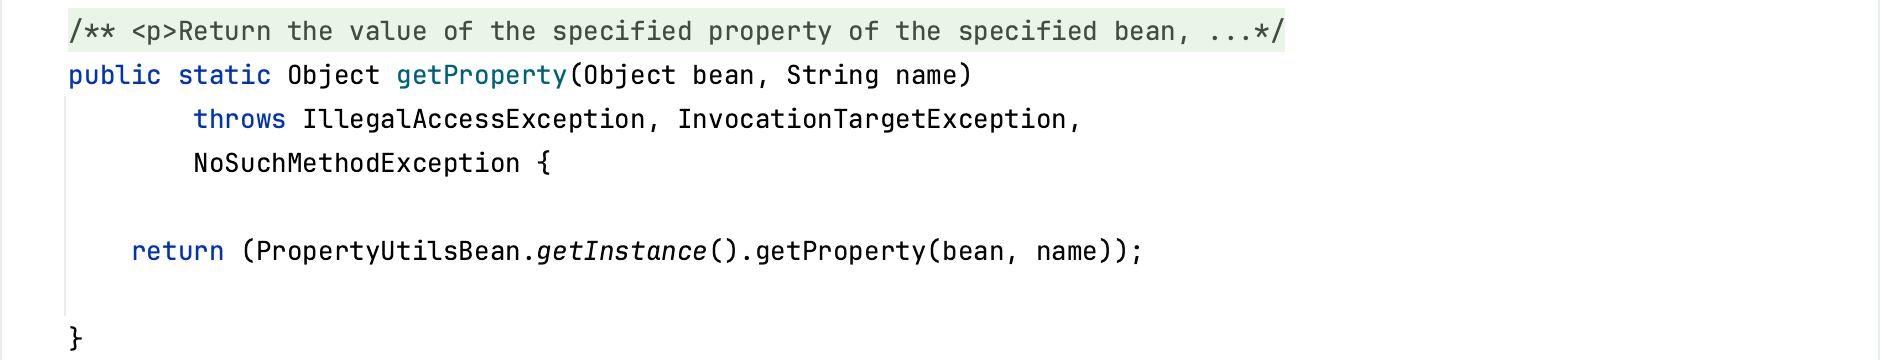 /** <p>Return the value of the specified property of the specified bean, ...*/
public static Object getProperty(Object bean, String name)
throws IllegalAccessException, InvocationTargetException,
NoSuchMethodException {
return (PropertyUtilsBean.getInstance().getProperty(bean, name));
}